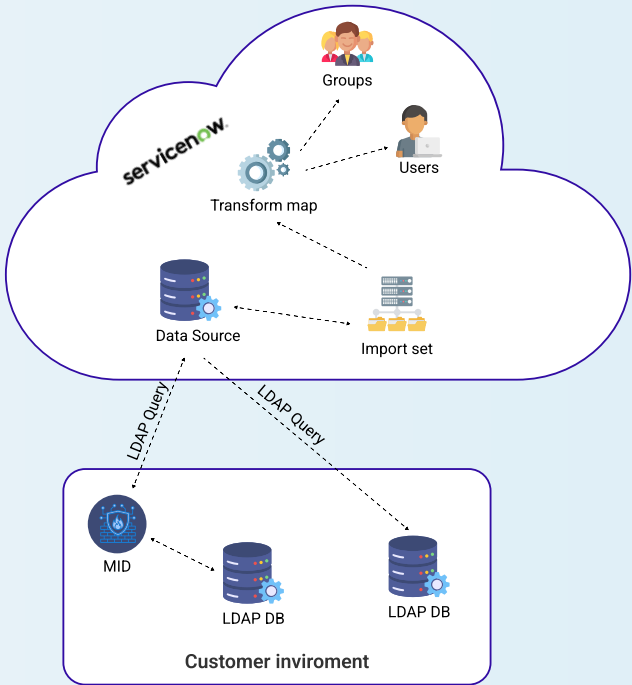 Groups
servicenow
Users
Transform map
Data Source
Import set
LDAP Query
LDAP Query
MID
LDAP DB
LDAP DB
Customer inviroment